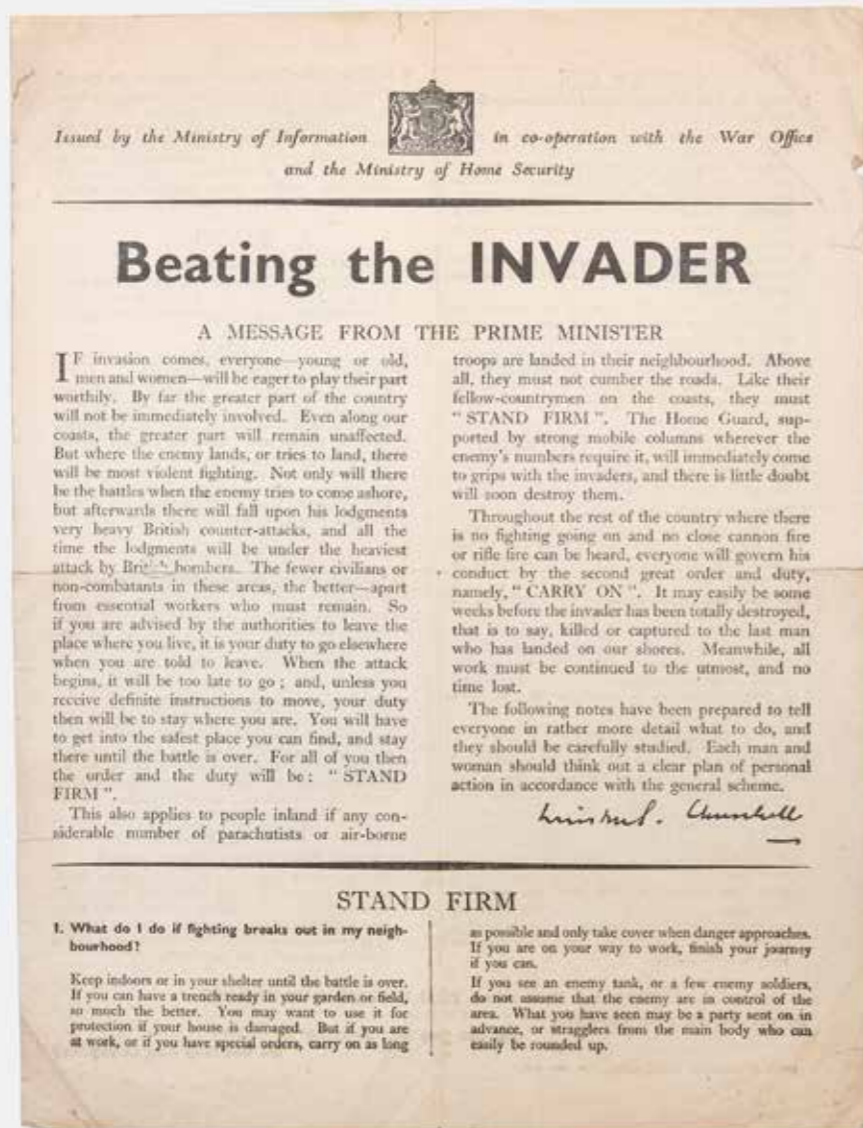 Issued by the Ministry of Information in co-operation with the War Office
and the Ministry of Home Security
Beating the INVADER
A MESSAGE FROM THE PRIME MINISTER
IF invasion comes, everyone—young or old,
men and women—will be eager to play their part
worthily. By far the greater part of the country
will not be immediately involved. Even along our
coasts, the greater part will remain unaffected.
But where the enemy lands, or tries to land, there
will be most violent fighting. Not only will there
be the battles when the enemy tries to come ashore,
but afterwards there will fall upon his lodgments
very heavy British counter-attacks, and all the
time the lodgments will be under the heaviest
attack by British bombers. The fewer civilians or
non-combatants in these areas, the better—apart
from essential workers who must remain. So
if you are advised by the authorities to leave the
place where you live, it is your duty to go elsewhere
when you are told to leave. When the attack
begins, it will be too late to go ; and, unless you
receive definite instructions to move, your duty
then will be to stay where you are. You will have
to get into the safest place you can find, and stay
there until the battle is over. For all of you then
the order and the duty will be : “ STAND
FIRM ”.
This also applies to people inland if any con-
siderable number of parachutists or air-borne
troops are landed in their neighbourhood. Above
all, they must not cumber the roads. Like their
fellow-countrymen on the coasts, they must
“ STAND FIRM ”. The Home Guard, sup-
ported by strong mobile columns wherever the
enemy’s numbers require it, will immediately come
to grips with the invaders, and there is little doubt
will soon destroy them.
Throughout the rest of the country where there
is no fighting going on and no close cannon fire
or rifle fire can be heard, everyone will govern his
conduct by the second great order and duty,
namely, “ CARRY ON ”. It may easily be some
weeks before the invader has been totally destroyed,
that is to say, killed or captured to the last man
who has landed on our shores. Meanwhile, all
work must be continued to the utmost, and no
time lost.
The following notes have been prepared to tell
everyone in rather more detail what to do, and
they should be carefully studied. Each man and
woman should think out a clear plan of personal
action in accordance with the general scheme.
Winston S. Churchill
STAND FIRM
1. What do I do if fighting breaks out in my neigh-
bourhood?
Keep indoors or in your shelter until the battle is over.
If you can have a trench ready in your garden or field,
so much the better. You may want to use it for
protection if your house is damaged. But if you are
at work, or if you have special orders, carry on as long
as possible and only take cover when danger approaches.
If you are on your way to work, finish your journey
if you can.
If you see an enemy tank, or a few enemy soldiers,
do not assume that the enemy are in control of the
area. What you have seen may be a party sent on in
advance, or stragglers from the main body who can
easily be rounded up.